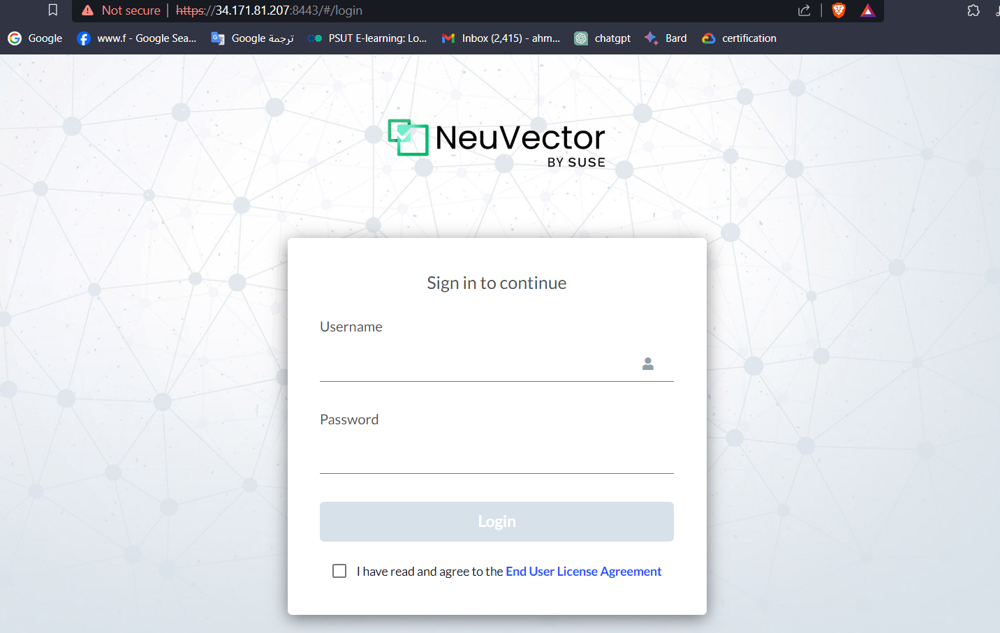 Not secure https://34.171.81.207:8443/#/login
Google www.f - Google Sea... Google ترجمة PSUT E-learning: Lo... Inbox (2,415) - ahm... chatgpt Bard certification
NeuVector
BY SUSE
Sign in to continue
Username
Password
Login
I have read and agree to the End User License Agreement